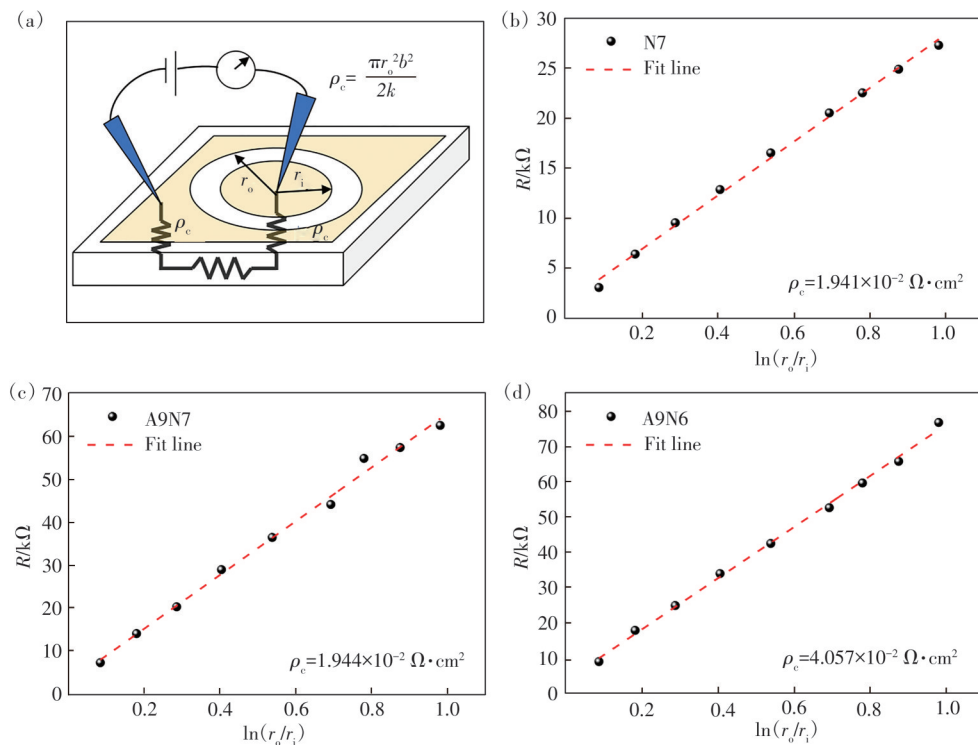 (a)
ρc = πro²b² / 2k
ro
ri
ρc
ρc
(b)
N7
Fit line
R/kΩ
30
25
20
15
10
5
0
ρc=1.941×10⁻² Ω·cm²
0.2 0.4 0.6 0.8 1.0
ln(ro/ri)
(c)
A9N7
Fit line
R/kΩ
70
60
50
40
30
20
10
0
ρc=1.944×10⁻² Ω·cm²
0.2 0.4 0.6 0.8 1.0
ln(ro/ri)
(d)
A9N6
Fit line
R/kΩ
80
70
60
50
40
30
20
10
0
ρc=4.057×10⁻² Ω·cm²
0.2 0.4 0.6 0.8 1.0
ln(ro/ri)